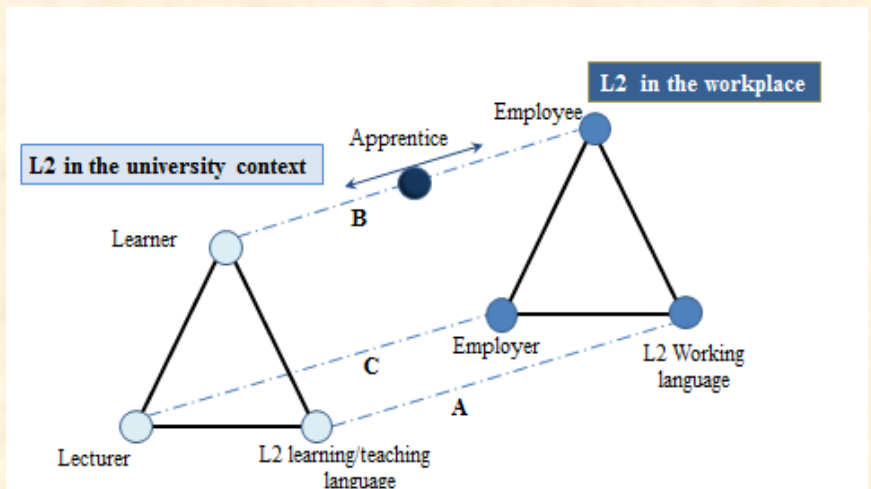 L2 in the workplace
Employee
Apprentice
L2 in the university context
B
Learner
Employer
L2 Working
language
C
A
Lecturer
L2 learning/teaching
language